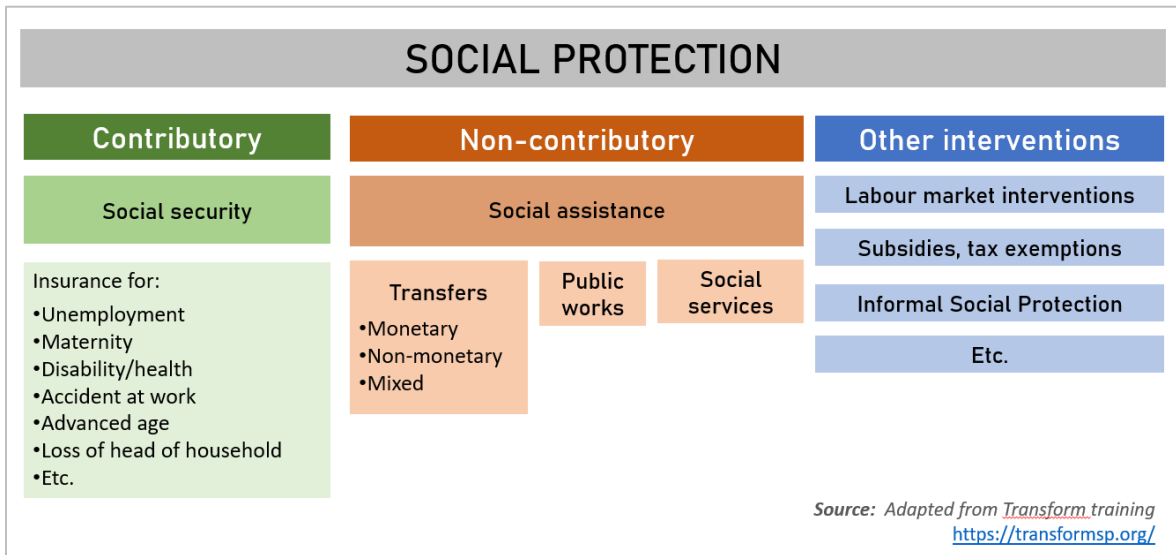 SOCIAL PROTECTION
Contributory
Social security
Insurance for:
•Unemployment
•Maternity
•Disability/health
•Accident at work
•Advanced age
•Loss of head of household
•Etc.
Non-contributory
Social assistance
Transfers
•Monetary
•Non-monetary
•Mixed
Public
works
Social
services
Other interventions
Labour market interventions
Subsidies, tax exemptions
Informal Social Protection
Etc.
Source: Adapted from Transform training
https://transformsp.org/